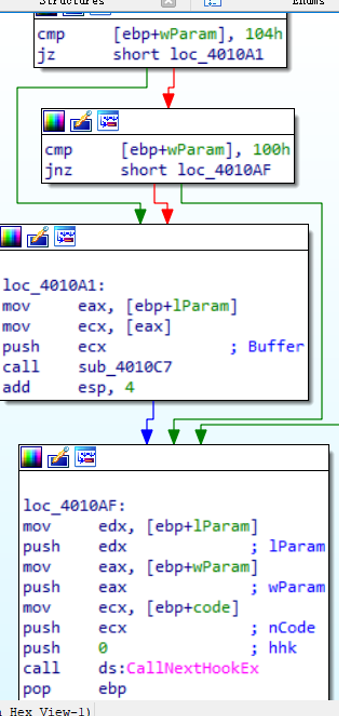 Structures Enums
cmp [ebp+wParam], 104h
jz short loc_4010A1
cmp [ebp+wParam], 100h
jnz short loc_4010AF
loc_4010A1:
mov eax, [ebp+lParam]
mov ecx, [eax]
push ecx ; Buffer
call sub_4010C7
add esp, 4
loc_4010AF:
mov edx, [ebp+lParam]
push edx ; lParam
mov eax, [ebp+wParam]
push eax ; wParam
mov ecx, [ebp+code]
push ecx ; nCode
push 0 ; hhk
call ds:CallNextHookEx
pop ebp
Hex View-1)